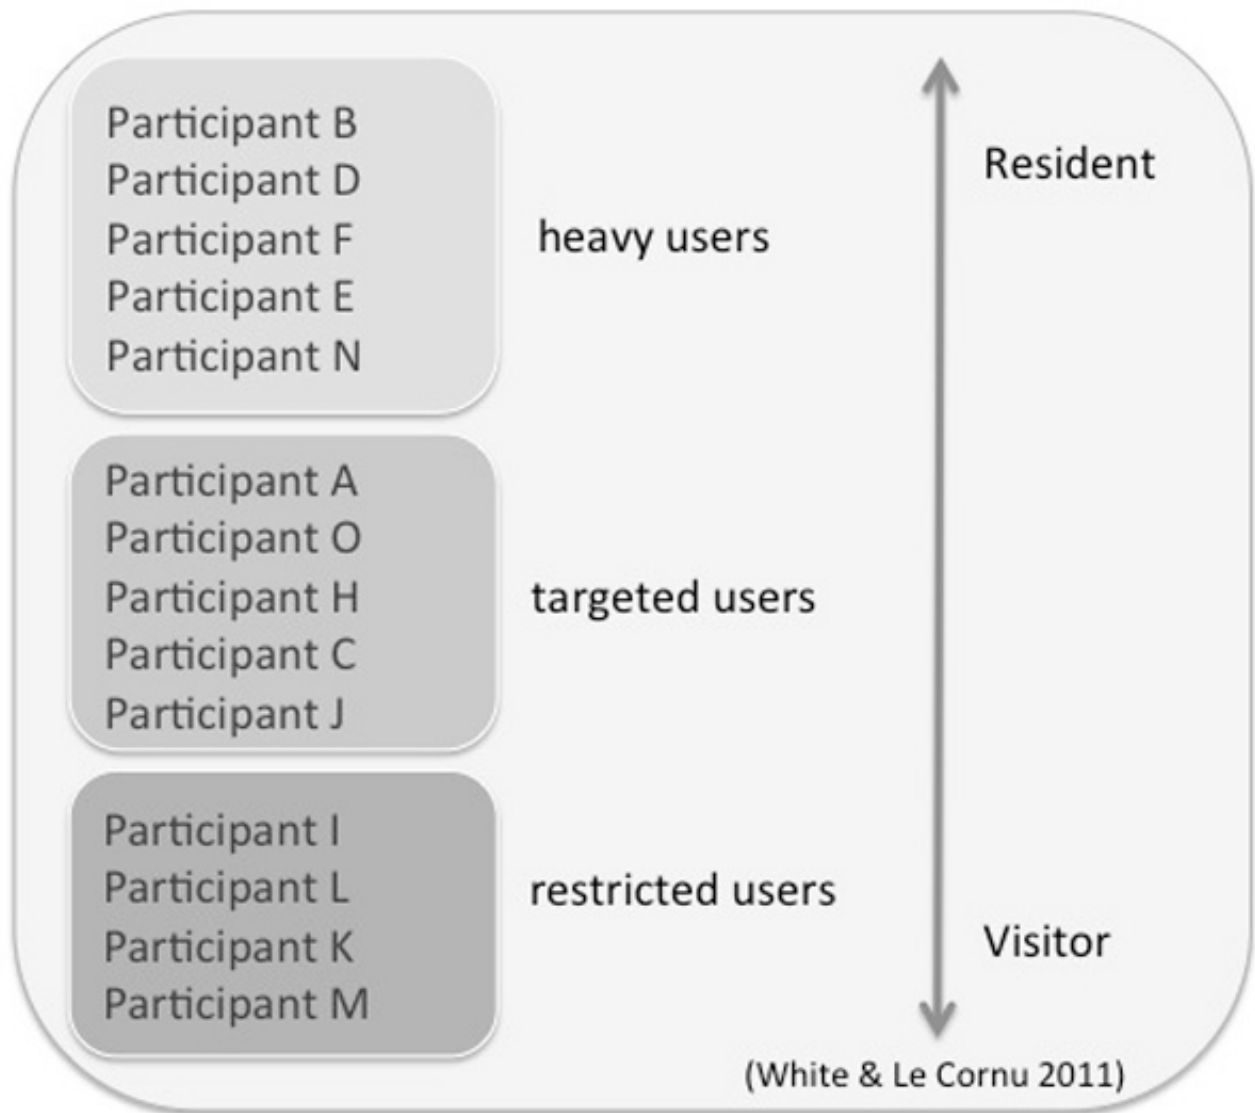 Participant B
Participant D
Participant F
Participant E
Participant N
heavy users
Participant A
Participant O
Participant H
Participant C
Participant J
targeted users
Participant I
Participant L
Participant K
Participant M
restricted users
Resident
Visitor
(White & Le Cornu 2011)